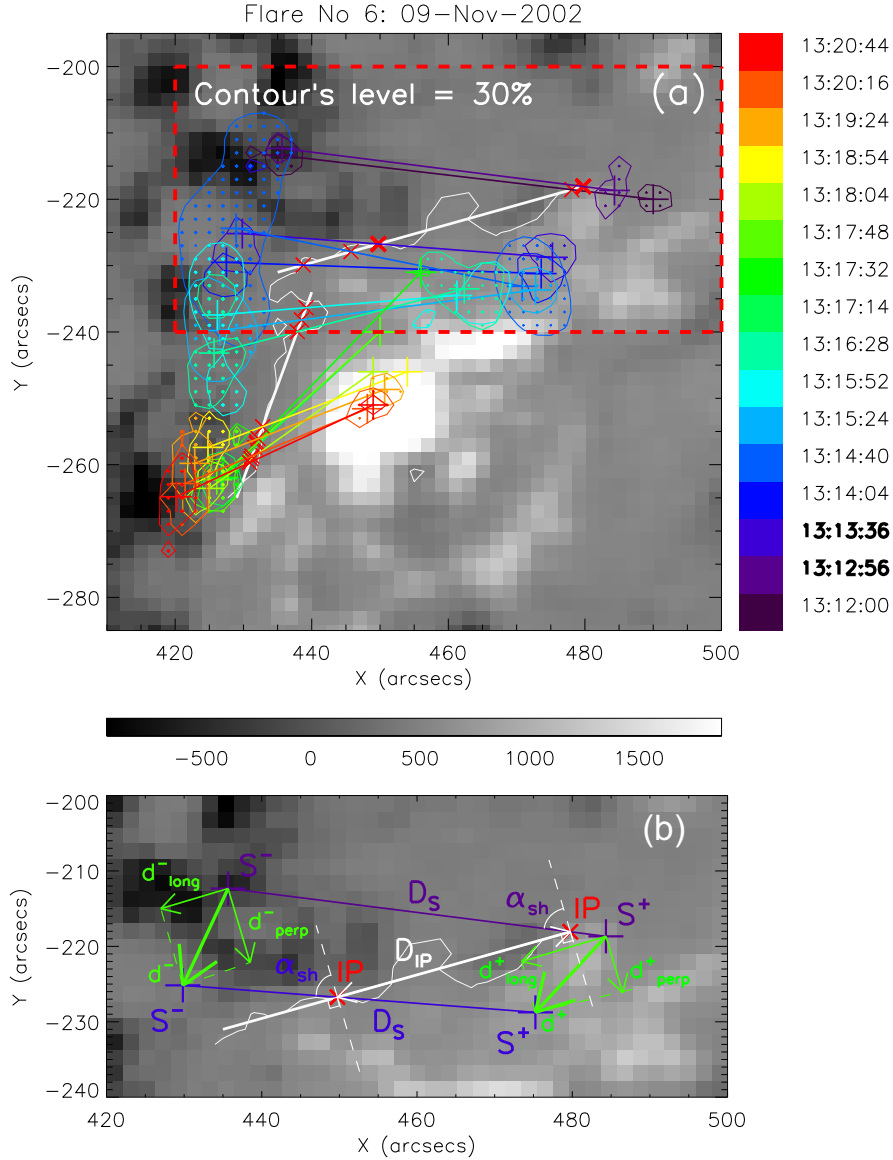 Flare No 6: 09-Nov-2002
Contour's level = 30%
(a)
-200
-220
-240
-260
-280
Y (arcsecs)
420 440 460 480 500
X (arcsecs)
13:20:44
13:20:16
13:19:24
13:18:54
13:18:04
13:17:48
13:17:32
13:17:14
13:16:28
13:15:52
13:15:24
13:14:40
13:14:04
13:13:36
13:12:56
13:12:00
-500 0 500 1000 1500
(b)
-200
-210
-220
-230
-240
Y (arcsecs)
S⁻
d⁻long
d⁻perp
d⁻
S⁻
αsh
IP
DS
DIP
DS
αsh
IP
S⁺
d⁺long
d⁺perp
d⁺
S⁺
420 440 460 480 500
X (arcsecs)